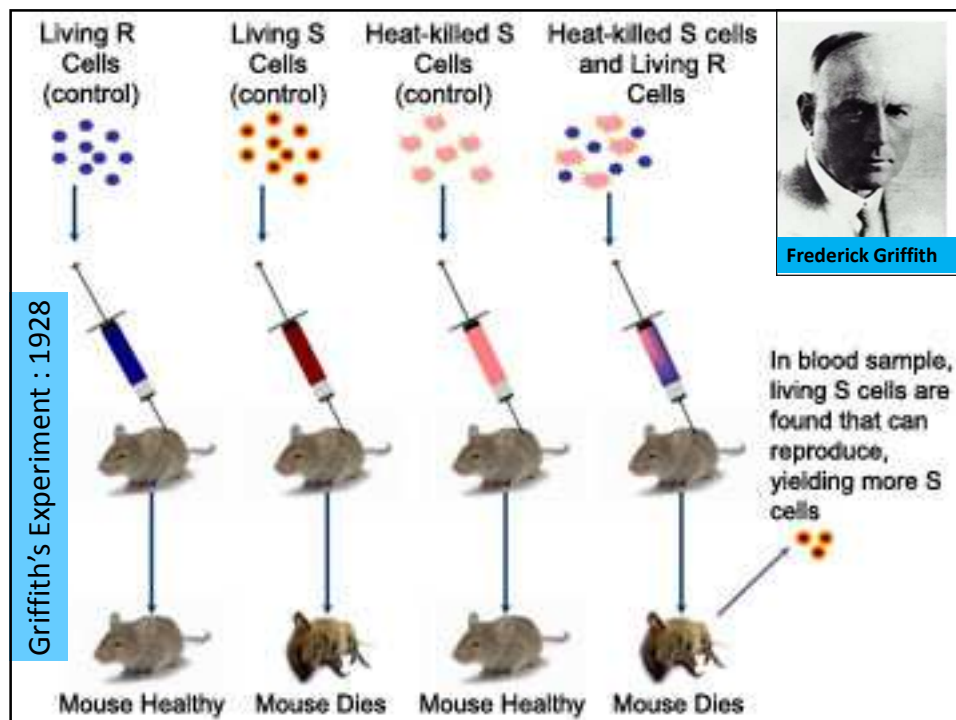 Living R
Cells
(control)
Living S
Cells
(control)
Heat-killed S
Cells
(control)
Heat-killed S cells
and Living R
Cells
Frederick Griffith
Griffith's Experiment : 1928
In blood sample,
living S cells are
found that can
reproduce,
yielding more S
cells
Mouse Healthy
Mouse Dies
Mouse Healthy
Mouse Dies